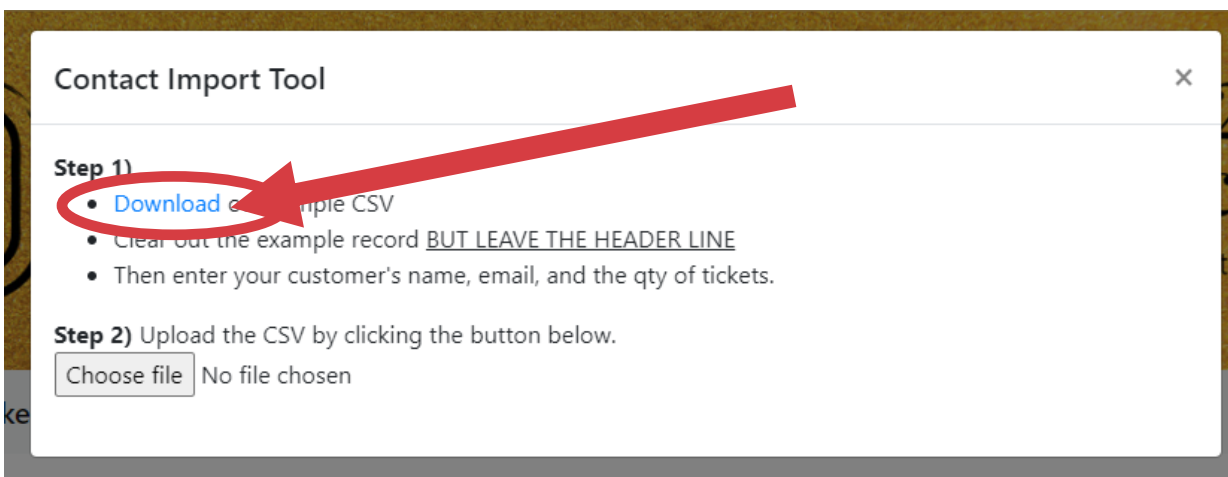 Contact Import Tool
×
Step 1)
Download CSV
Clear out the example record BUT LEAVE THE HEADER LINE
Then enter your customer's name, email, and the qty of tickets.
Step 2) Upload the CSV by clicking the button below.
Choose file No file chosen
ke